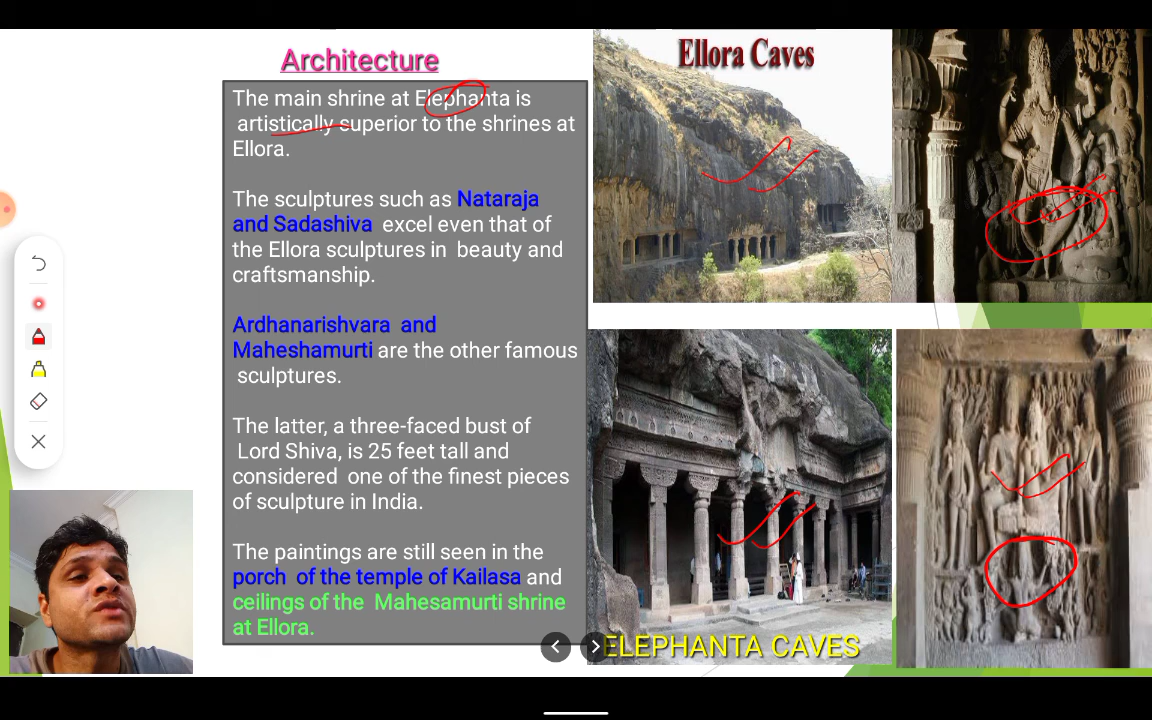 Architecture
The main shrine at Elephanta is
artistically superior to the shrines at
Ellora.
The sculptures such as Nataraja
and Sadashiva excel even that of
the Ellora sculptures in beauty and
craftsmanship.
Ardhanarishvara and
Maheshamurti are the other famous
sculptures.
The latter, a three-faced bust of
Lord Shiva, is 25 feet tall and
considered one of the finest pieces
of sculpture in India.
The paintings are still seen in the
porch of the temple of Kailasa and
ceilings of the Mahesamurti shrine
at Ellora.
Ellora Caves
ELEPHANTA CAVES